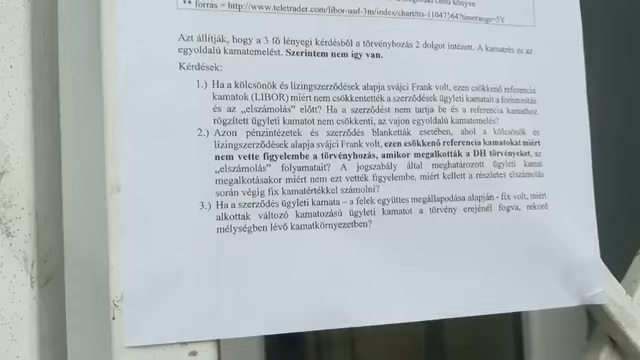 könyve.
** forrás = http://www.teletrader.com/libor-usd-3m/index/chart/tts-11047564?timerange=5Y
Azt állítják, hogy a 3 fő lényegi kérdésből a törvényhozás 2 dolgot intézett. A kamatrés és az
egyoldalú kamatemelést. Szerintem nem így van.
Kérdések:
1.) Ha a kölcsönök és lízingszerződések alapja svájci Frank volt, ezen csökkenő referencia
kamatok (LIBOR) miért nem csökkentették a szerződések ügyleti kamatait a forintosítás
és az „elszámolás” előtt? Ha a szerződést nem tartja be és a referencia kamathoz
rögzített ügyleti kamatot nem csökkenti, az vajon egyoldalú kamatemelés?
2.) Azon pénzintézetek és szerződés blanketták esetében, ahol a kölcsönök és
lízingszerződések alapja svájci Frank volt, ezen csökkenő referencia kamatokat miért
nem vette figyelembe a törvényhozás, amikor megalkották a DH törvényeket, az
„elszámolás” folyamatait? A jogszabály által meghatározott ügyleti kamat
megalkotásakor miért nem ezt vették figyelembe, miért kellett a részletes elszámolás
során végig fix kamatértékkel számolni?
3.) Ha a szerződés ügyleti kamata – a felek együttes megállapodása alapján - fix volt, miért
alkottak változó kamatozású ügyleti kamatot a törvény erejénél fogva, rekord
mélységben lévő kamatkörnyezetben?